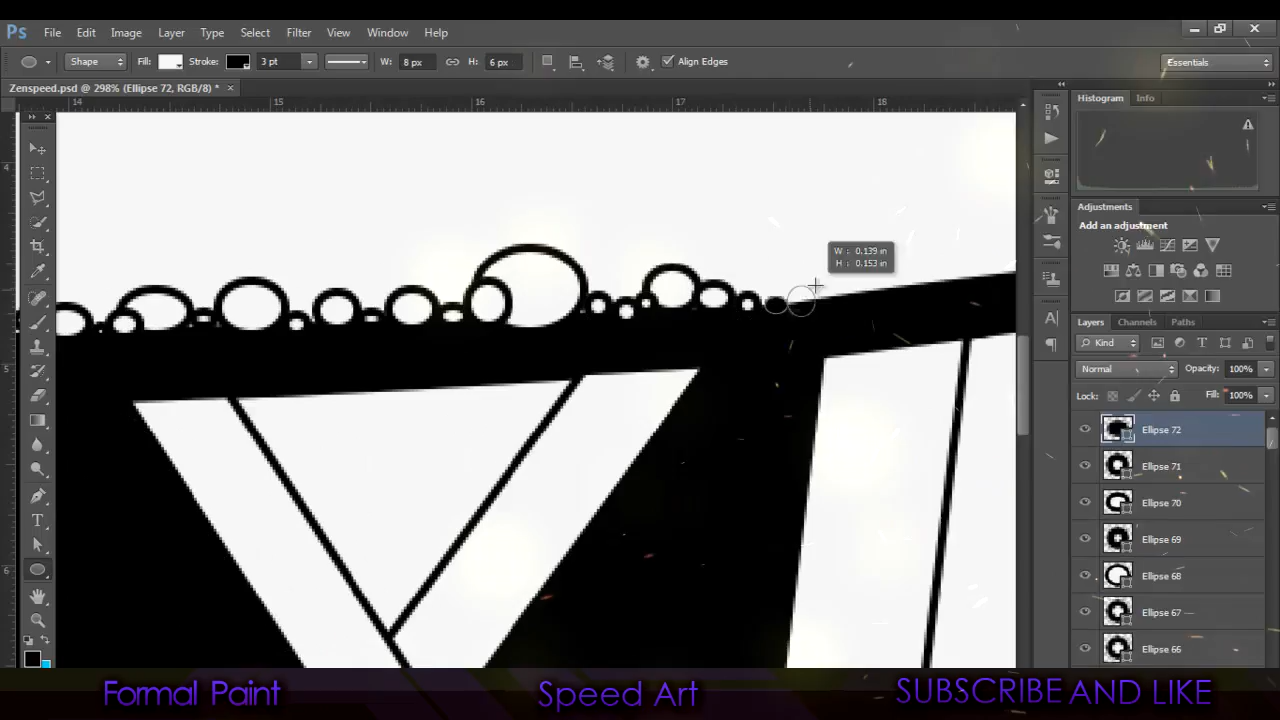 Ps File Edit Image Layer Type Select Filter View Window Help
Shape Fill: Stroke: 3 pt W: 8 px H: 6 px Align Edges Essentials
Zenspeed.psd @ 298% (Ellipse 72, RGB/8) * ×
14 15 16 17 18
Histogram Info
4
5
6
W : 0.139 in
H : 0.153 in
Adjustments
Add an adjustment
Layers Channels Paths
Kind
Normal Opacity: 100%
Lock: Fill: 100%
Ellipse 72
Ellipse 71
Ellipse 70
Ellipse 69
Ellipse 68
Ellipse 67
Ellipse 66
Formal Paint Speed Art SUBSCRIBE AND LIKE